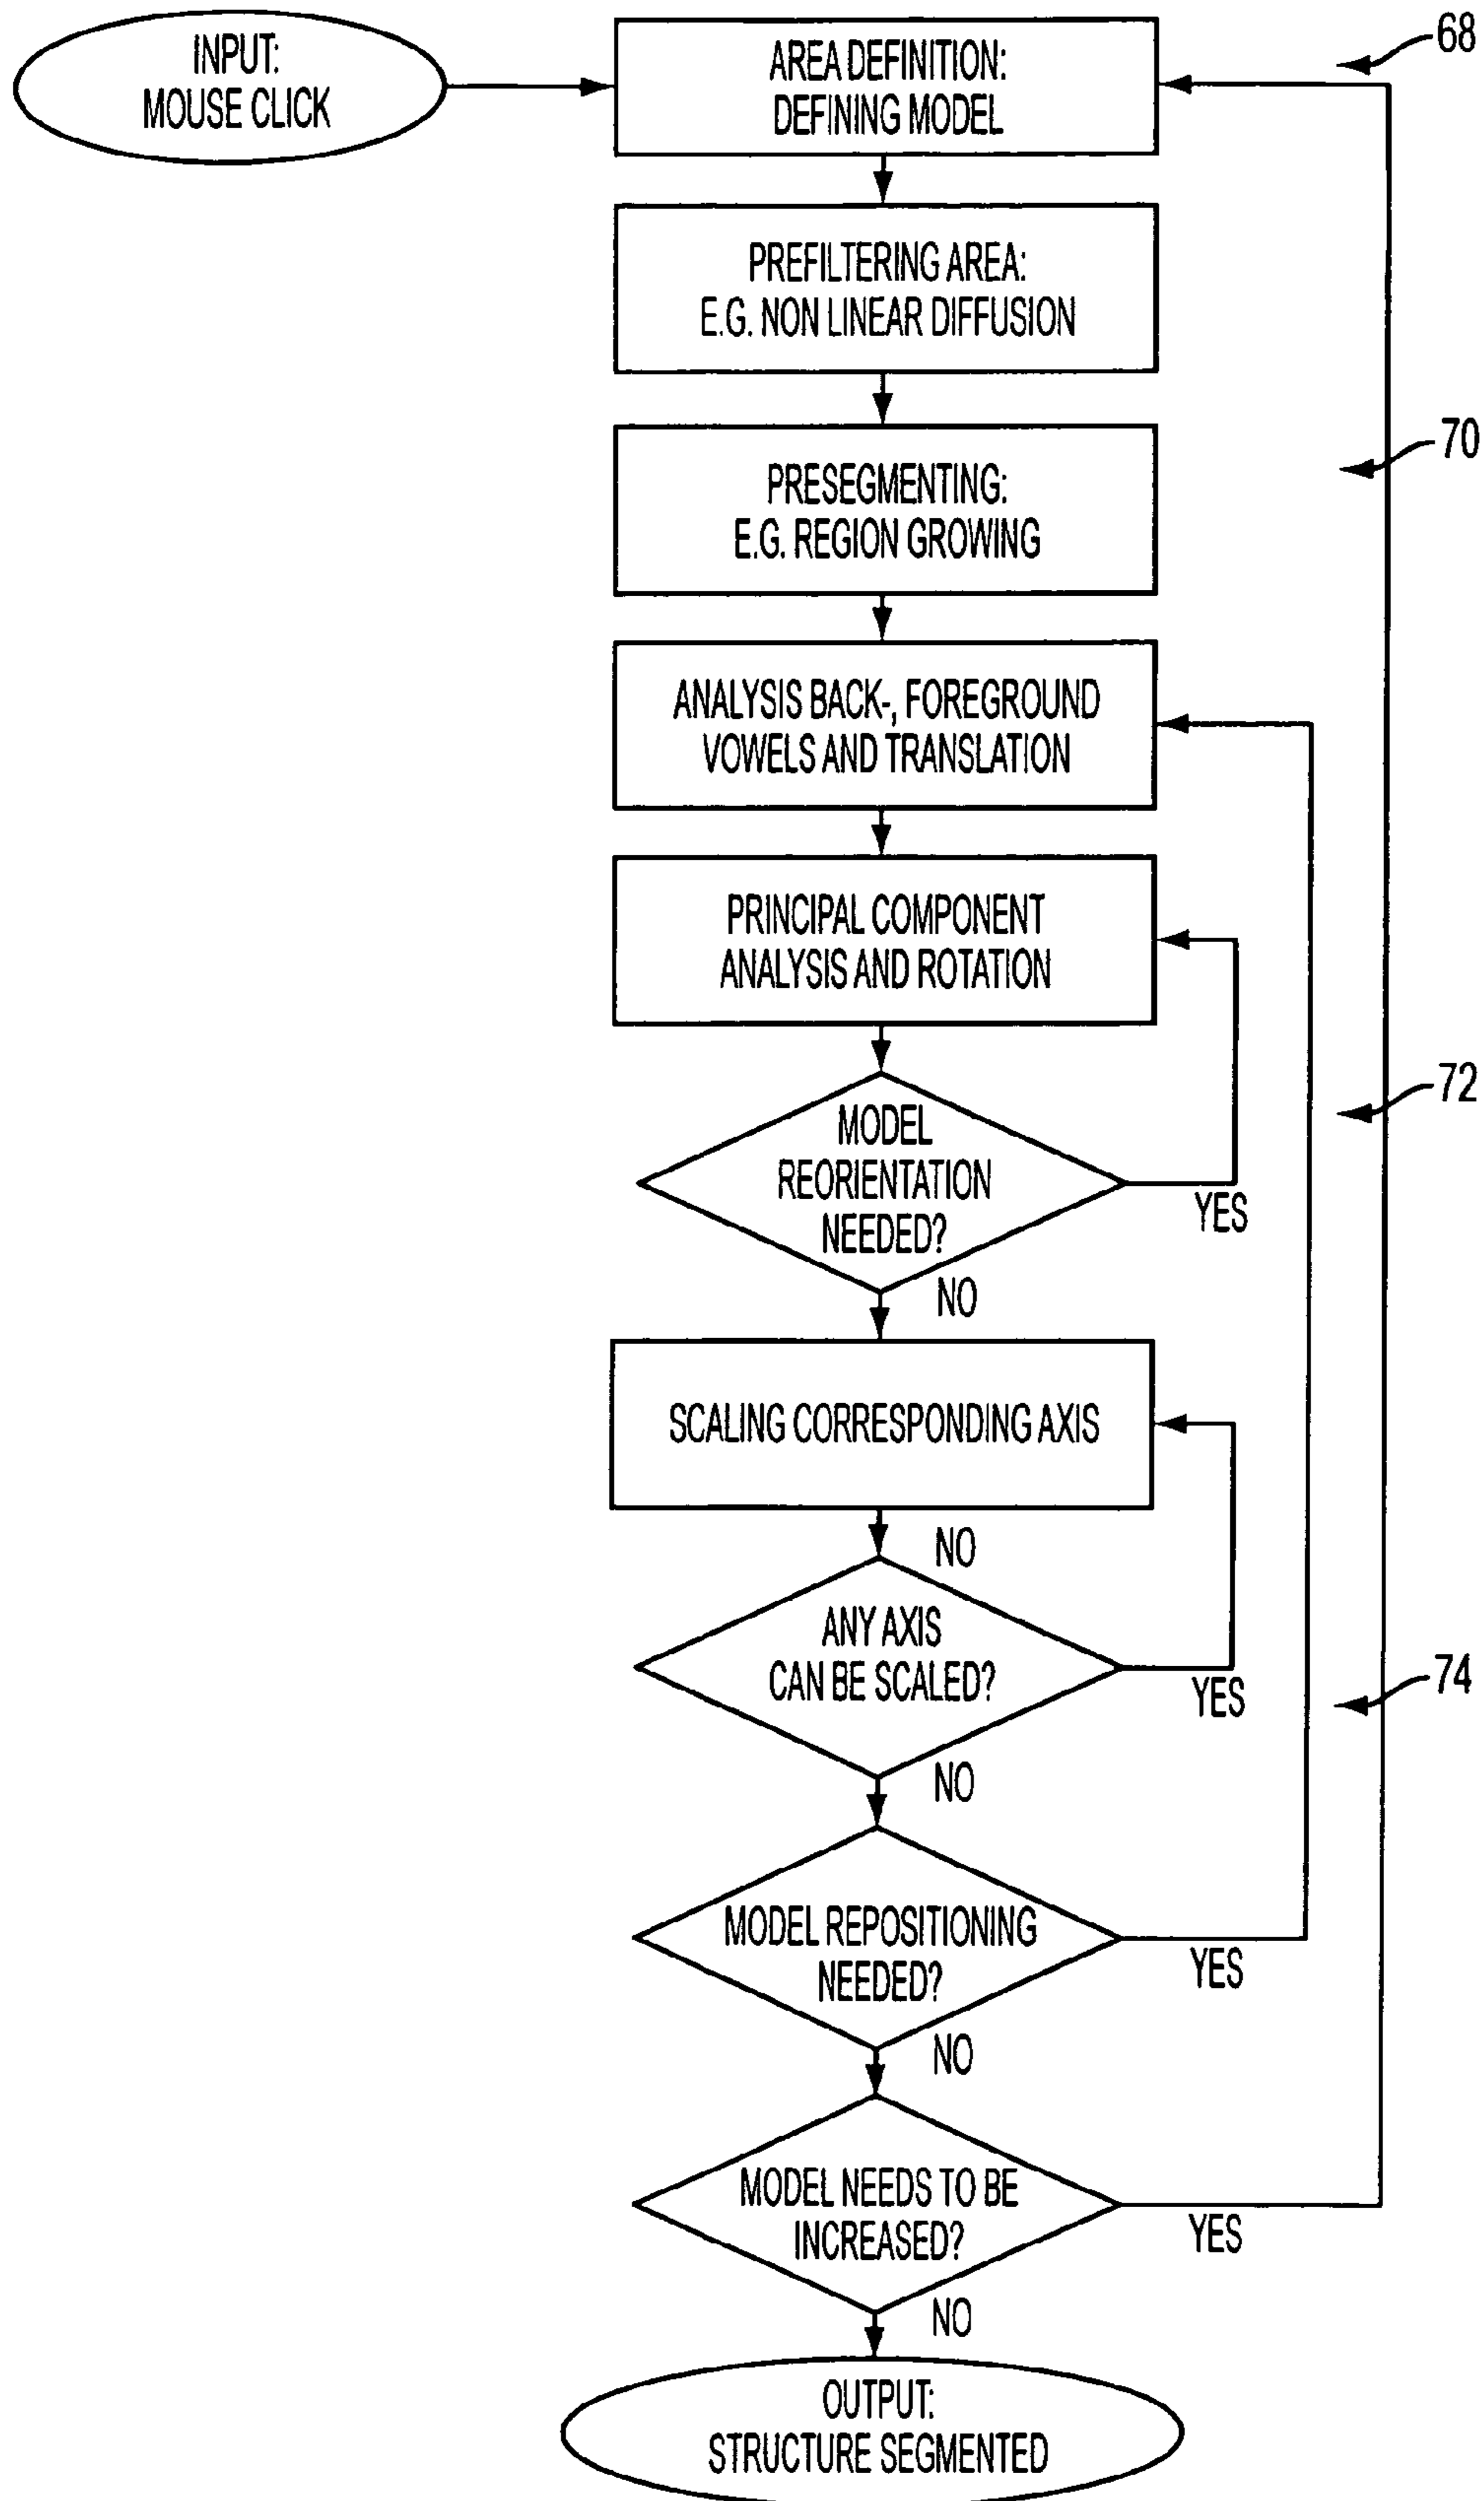 INPUT:
MOUSE CLICK
AREA DEFINITION:
DEFINING MODEL
68
PREFILTERING AREA:
E.G. NON LINEAR DIFFUSION
70
PRESEGMENTING:
E.G. REGION GROWING
ANALYSIS BACK-, FOREGROUND
VOWELS AND TRANSLATION
PRINCIPAL COMPONENT
ANALYSIS AND ROTATION
72
MODEL
REORIENTATION
NEEDED?
YES
NO
SCALING CORRESPONDING AXIS
NO
ANY AXIS
CAN BE SCALED?
YES
74
NO
MODEL REPOSITIONING
NEEDED?
YES
NO
MODEL NEEDS TO BE
INCREASED?
YES
NO
OUTPUT:
STRUCTURE SEGMENTED